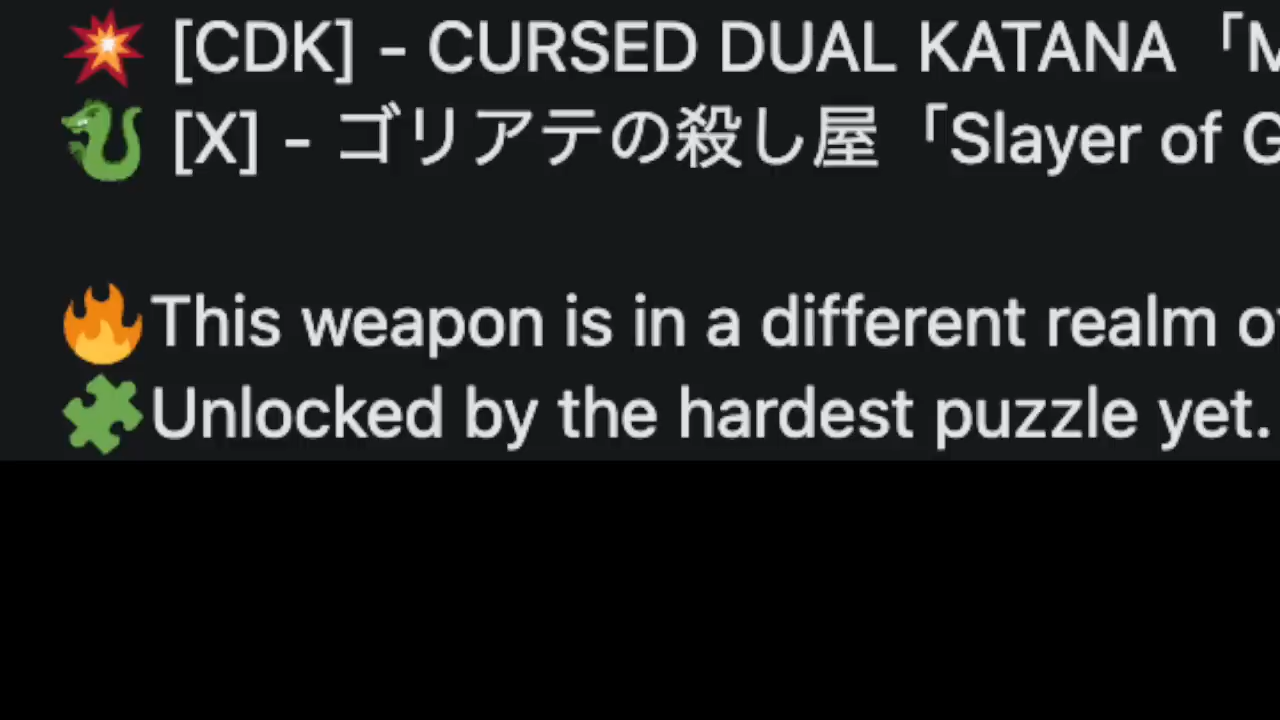 [CDK] - CURSED DUAL KATANA「M
[X] - ゴリアテの殺し屋「Slayer of G
This weapon is in a different realm of
Unlocked by the hardest puzzle yet.